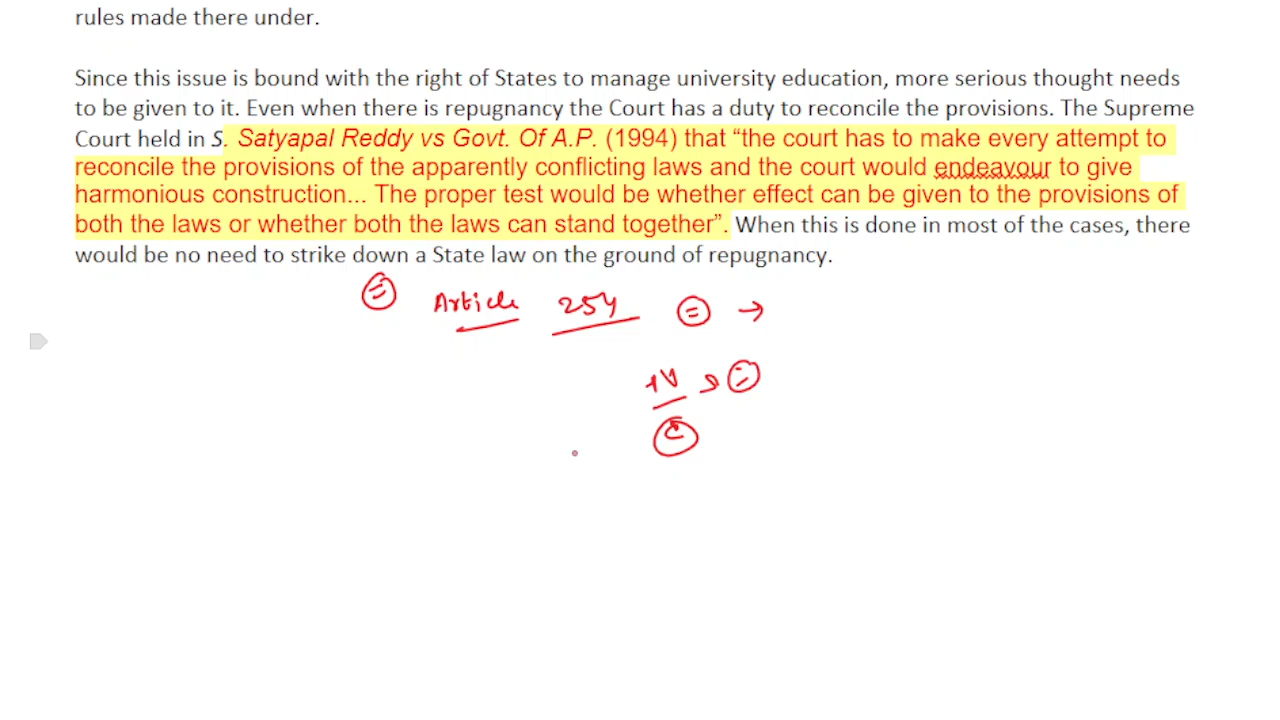 rules made there under.
Since this issue is bound with the right of States to manage university education, more serious thought needs
to be given to it. Even when there is repugnancy the Court has a duty to reconcile the provisions. The Supreme
Court held in S. Satyapal Reddy vs Govt. Of A.P. (1994) that “the court has to make every attempt to
reconcile the provisions of the apparently conflicting laws and the court would endeavour to give
harmonious construction... The proper test would be whether effect can be given to the provisions of
both the laws or whether both the laws can stand together”. When this is done in most of the cases, there
would be no need to strike down a State law on the ground of repugnancy.
Article 254 = →